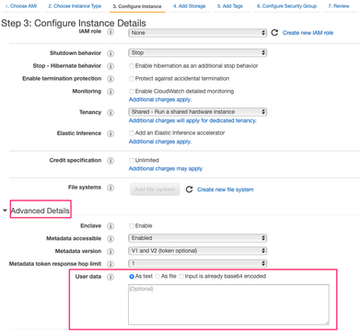 1. Choose AMI 2. Choose Instance Type 3. Configure Instance 4. Add Storage 5. Add Tags 6. Configure Security Group 7. Review
Step 3: Configure Instance Details
IAM role None Create new IAM role
Shutdown behavior Stop
Stop - Hibernate behavior Enable hibernation as an additional stop behavior
Enable termination protection Protect against accidental termination
Monitoring Enable CloudWatch detailed monitoring
Additional charges apply.
Tenancy Shared - Run a shared hardware instance
Additional charges will apply for dedicated tenancy.
Elastic Inference Add an Elastic Inference accelerator
Additional charges apply.
Credit specification Unlimited
Additional charges may apply
File systems Add file system Create new file system
Advanced Details
Enclave Enable
Metadata accessible Enabled
Metadata version V1 and V2 (token optional)
Metadata token response hop limit 1
User data As text As file Input is already base64 encoded
(Optional)